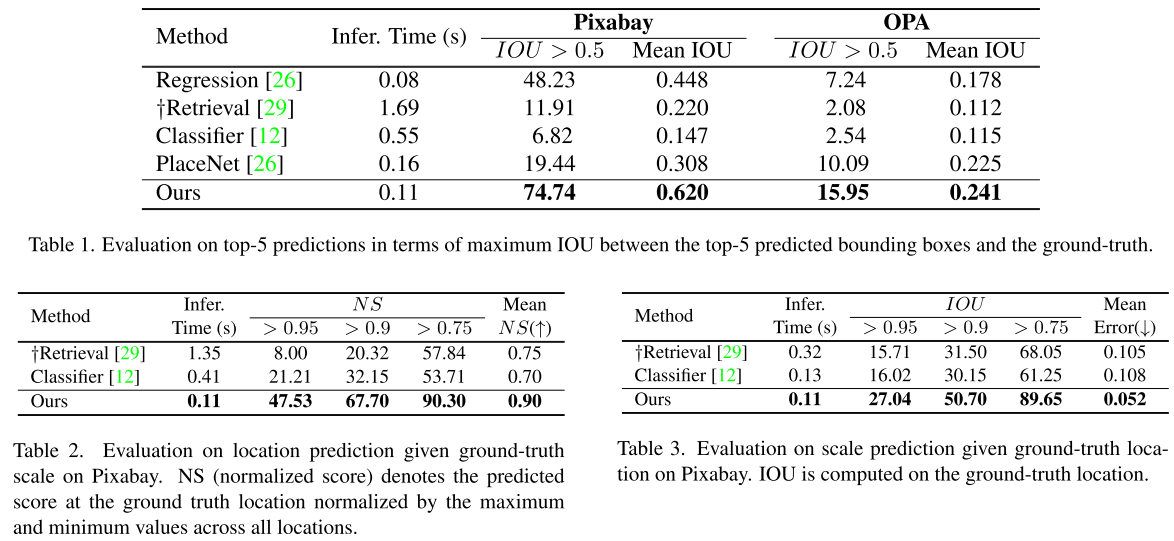 Method Infer. Time (s) Pixabay OPA
IOU > 0.5 Mean IOU IOU > 0.5 Mean IOU
Regression [26] 0.08 48.23 0.448 7.24 0.178
†Retrieval [29] 1.69 11.91 0.220 2.08 0.112
Classifier [12] 0.55 6.82 0.147 2.54 0.115
PlaceNet [26] 0.16 19.44 0.308 10.09 0.225
Ours 0.11 74.74 0.620 15.95 0.241
Table 1. Evaluation on top-5 predictions in terms of maximum IOU between the top-5 predicted bounding boxes and the ground-truth.
Method Infer. Time (s) NS Mean NS(↑)
> 0.95 > 0.9 > 0.75
†Retrieval [29] 1.35 8.00 20.32 57.84 0.75
Classifier [12] 0.41 21.21 32.15 53.71 0.70
Ours 0.11 47.53 67.70 90.30 0.90
Table 2. Evaluation on location prediction given ground-truth
scale on Pixabay. NS (normalized score) denotes the predicted
score at the ground truth location normalized by the maximum
and minimum values across all locations.
Method Infer. Time (s) IOU Mean Error(↓)
> 0.95 > 0.9 > 0.75
†Retrieval [29] 0.32 15.71 31.50 68.05 0.105
Classifier [12] 0.13 16.02 30.15 61.25 0.108
Ours 0.11 27.04 50.70 89.65 0.052
Table 3. Evaluation on scale prediction given ground-truth loca-
tion on Pixabay. IOU is computed on the ground-truth location.